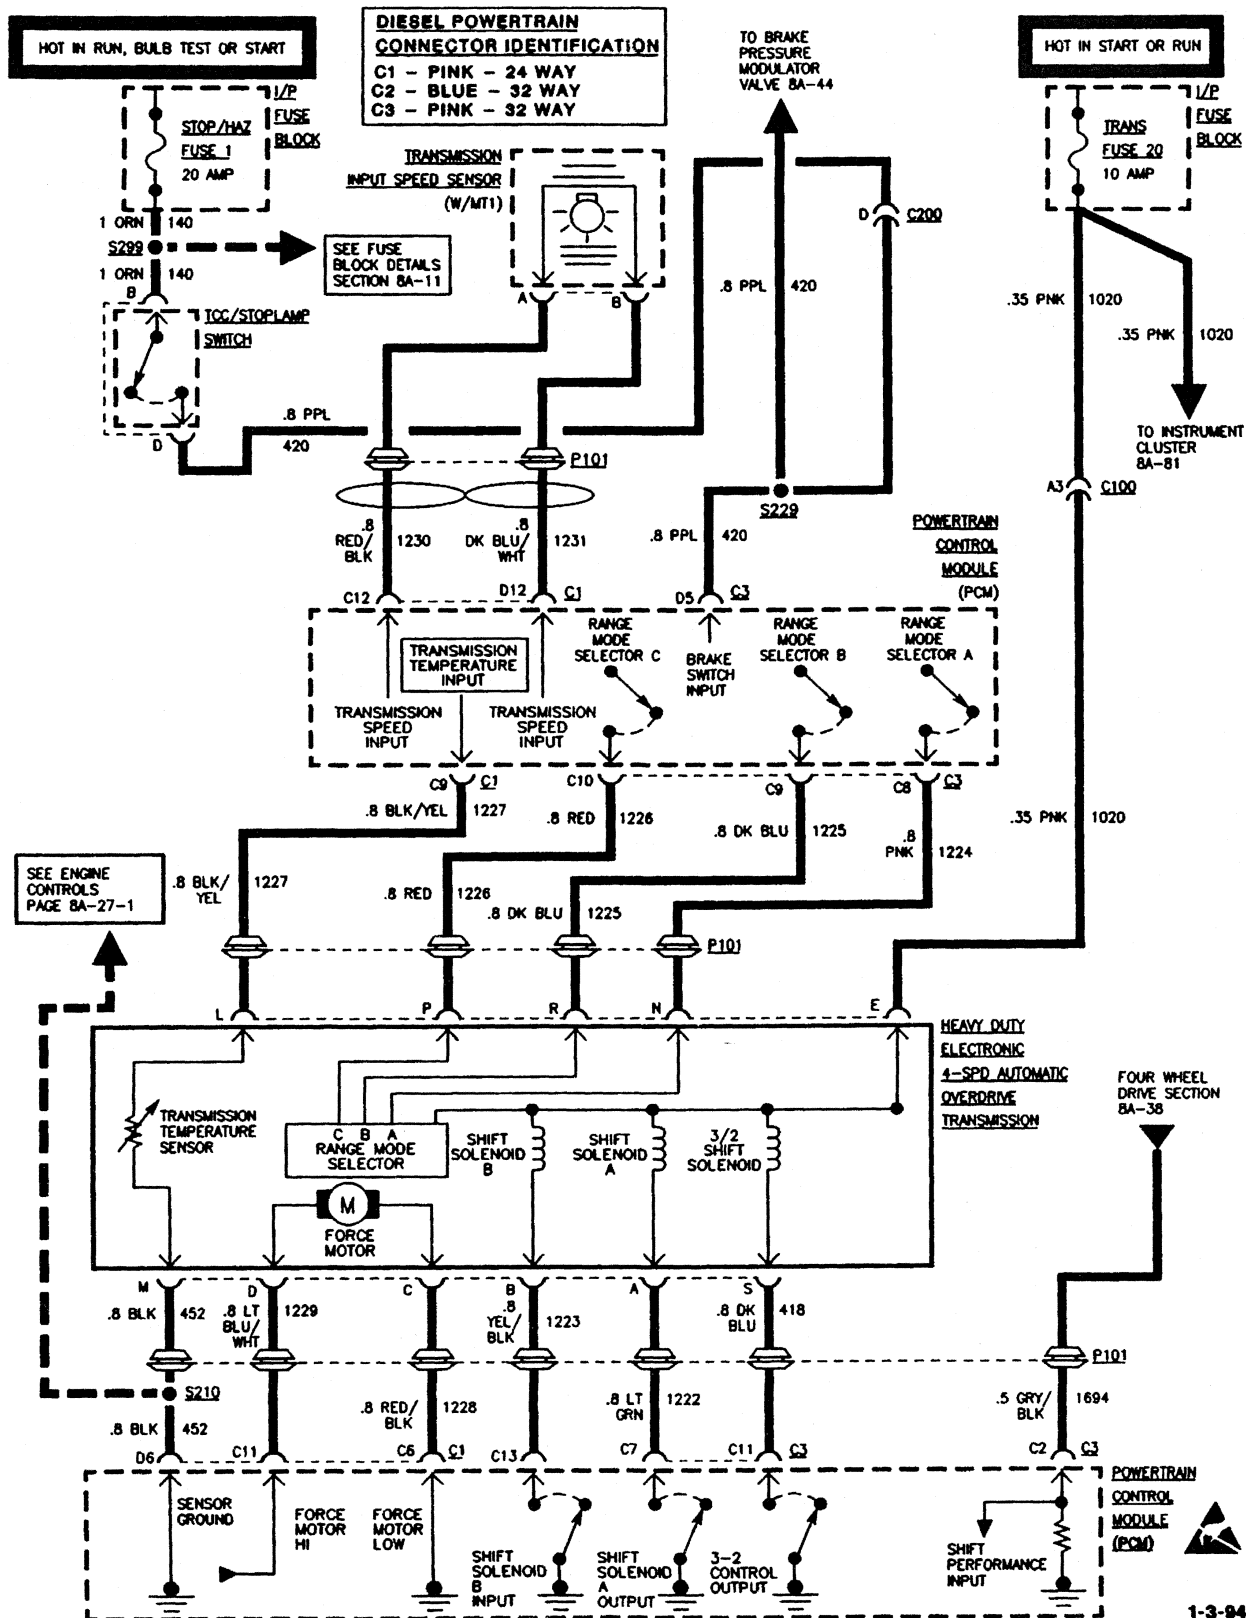 HOT IN RUN, BULB TEST OR START
DIESEL POWERTRAIN
CONNECTOR IDENTIFICATION
C1 - PINK - 24 WAY
C2 - BLUE - 32 WAY
C3 - PINK - 32 WAY
TO BRAKE
PRESSURE
MODULATOR
VALVE 8A-44
HOT IN START OR RUN
STOP/HAZ
FUSE 1
20 AMP
I/P
FUSE
BLOCK
TRANSMISSION
INPUT SPEED SENSOR
(W/MT1)
TRANS
FUSE 20
10 AMP
I/P
FUSE
BLOCK
1 ORN 140
S299
1 ORN 140
SEE FUSE
BLOCK DETAILS
SECTION 8A-11
B
A
B
D
C200
.8 PPL 420
.35 PNK 1020
.35 PNK 1020
TCC/STOPLAMP
SWITCH
D
.8 PPL
420
P101
TO INSTRUMENT
CLUSTER
8A-81
A3
C100
S229
.8
RED/
BLK
1230
.8
DK BLU/
WHT
1231
.8 PPL 420
POWERTRAIN
CONTROL
MODULE
(PCM)
C12
D12
C1
D5
C3
TRANSMISSION
TEMPERATURE
INPUT
TRANSMISSION
SPEED
INPUT
TRANSMISSION
SPEED
INPUT
RANGE
MODE
SELECTOR C
BRAKE
SWITCH
INPUT
RANGE
MODE
SELECTOR B
RANGE
MODE
SELECTOR A
C9
C1
C10
C9
C8
C3
.8 BLK/YEL 1227
.8 RED 1226
.8 DK BLU 1225
.8
PNK
1224
.35 PNK 1020
SEE ENGINE
CONTROLS
PAGE 8A-27-1
.8 BLK/
YEL
1227
.8 RED 1226
.8 DK BLU 1225
P101
L
P
R
N
E
HEAVY DUTY
ELECTRONIC
4-SPD AUTOMATIC
OVERDRIVE
TRANSMISSION
TRANSMISSION
TEMPERATURE
SENSOR
C B A
RANGE MODE
SELECTOR
SHIFT
SOLENOID
B
SHIFT
SOLENOID
A
3/2
SHIFT
SOLENOID
M
FORCE
MOTOR
FOUR WHEEL
DRIVE SECTION
8A-38
M
D
C
B
A
S
.8 BLK 452
.8 LT
BLU/
WHT
1229
.8
YEL/
BLK
1223
.8 DK
BLU
418
P101
S210
.8 BLK 452
.8 RED/
BLK
1228
.8 LT
GRN
1222
.5 GRY/
BLK
1694
D6
C11
C6
C1
C13
C7
C11
C3
C2
C3
SENSOR
GROUND
FORCE
MOTOR
HI
FORCE
MOTOR
LOW
SHIFT
SOLENOID
B
INPUT
SHIFT
SOLENOID
A
OUTPUT
3-2
CONTROL
OUTPUT
SHIFT
PERFORMANCE
INPUT
POWERTRAIN
CONTROL
MODULE
(PCM)
1-3-94